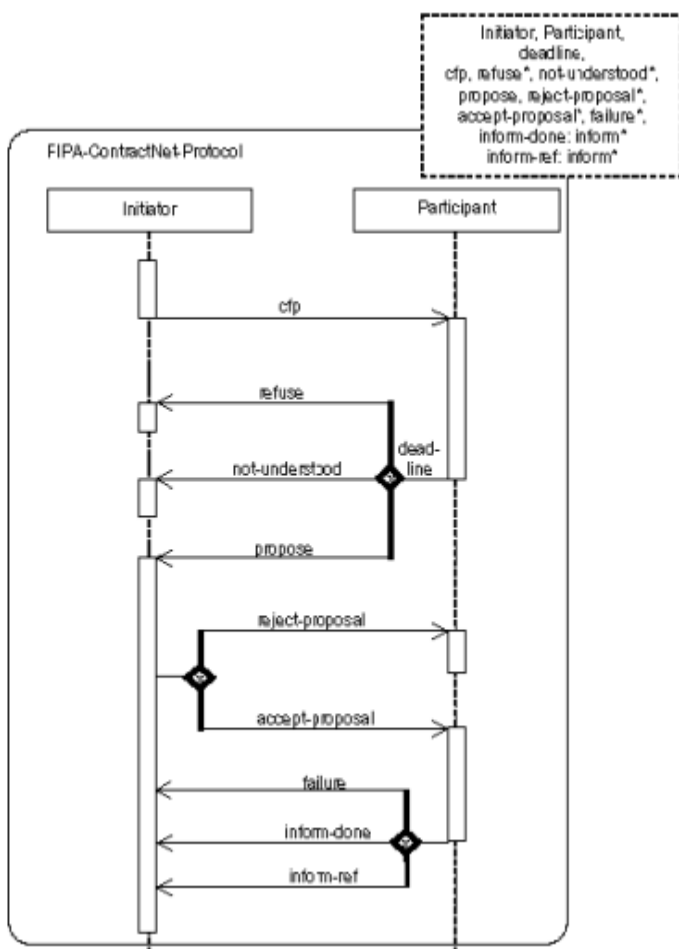 Initiator, Participant,
deadline,
cfp, refuse*, not-understood*,
propose, reject-proposal*,
accept-proposal*, failure*,
inform-done: inform*
inform-ref: inform*
FIPA-ContractNet-Protocol
Initiator
Participant
cfp
refuse
dead-
line
not-understood
propose
reject-proposal
accept-proposal
failure
inform-done
inform-ref